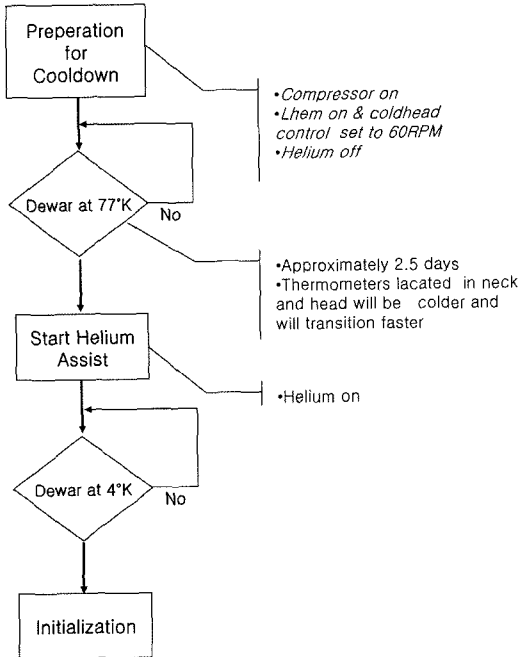 Preperation
for
Cooldown
•Compressor on
•Lhem on & coldhead
control set to 60RPM
•Helium off
Dewar at 77°K
No
•Approximately 2.5 days
•Thermometers lacated in neck
and head will be colder and
will transition faster
Start Helium
Assist
•Helium on
Dewar at 4°K
No
Initialization